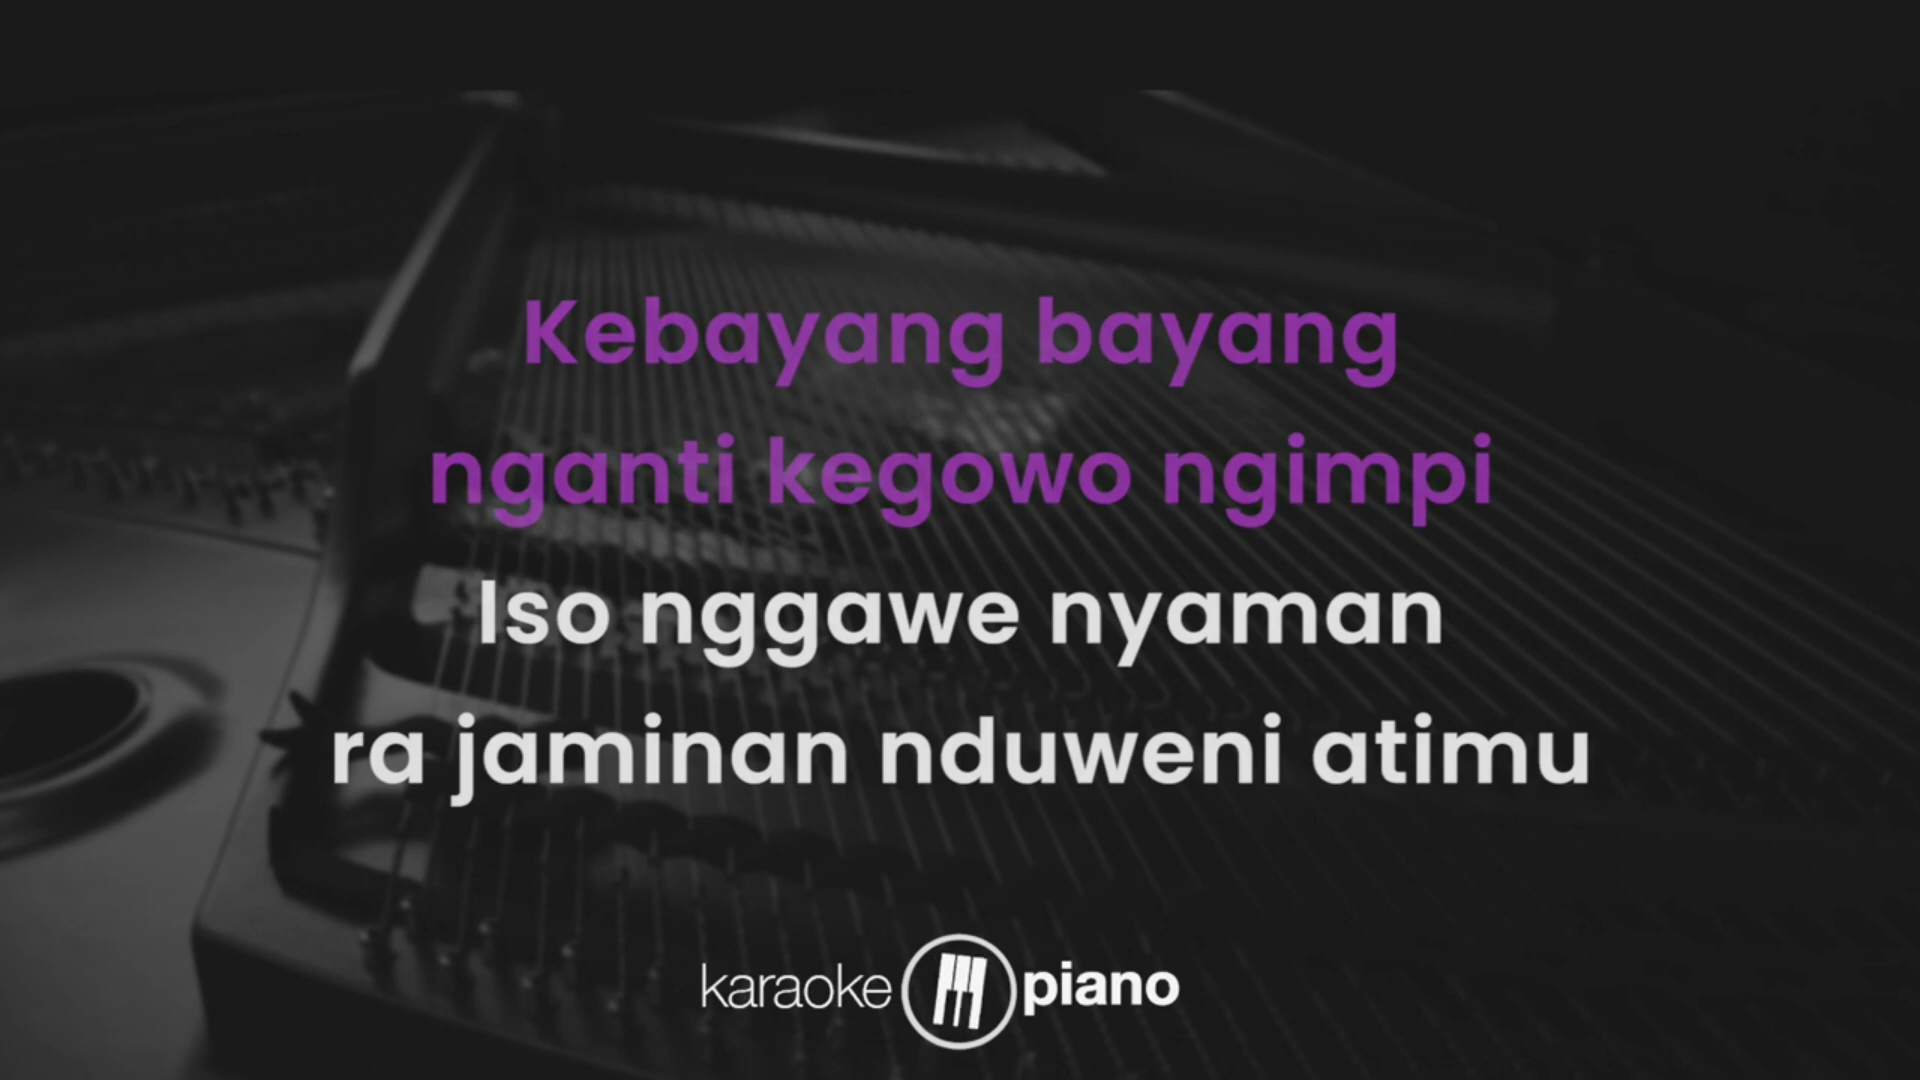 Kebayang bayang
nganti kegowo ngimpi
Iso nggawe nyaman
ra jaminan nduweni atimu
karaoke piano